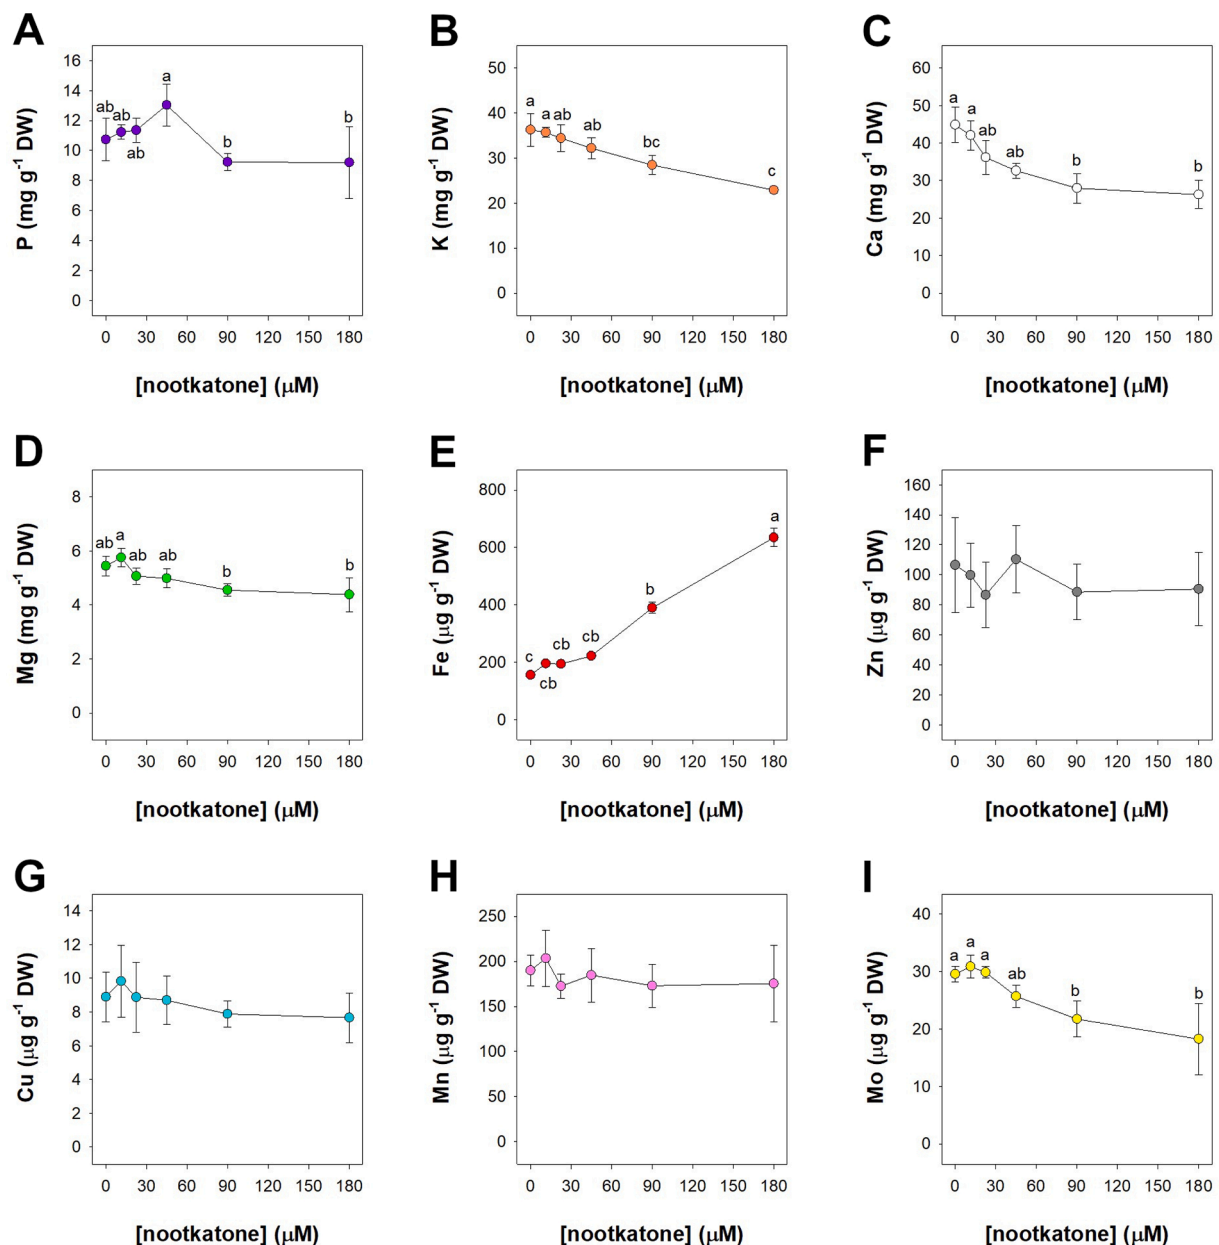 A
P (mg g⁻¹ DW)
16
14
12
10
8
6
4
2
0
ab
ab
ab
a
b
b
0 30 60 90 120 150 180
[nootkatone] (μM)
B
K (mg g⁻¹ DW)
50
40
30
20
10
0
a
a
ab
ab
bc
c
0 30 60 90 120 150 180
[nootkatone] (μM)
C
Ca (mg g⁻¹ DW)
60
50
40
30
20
10
0
a
a
ab
ab
b
b
0 30 60 90 120 150 180
[nootkatone] (μM)
D
Mg (mg g⁻¹ DW)
8
6
4
2
0
ab
a
ab
ab
b
b
0 30 60 90 120 150 180
[nootkatone] (μM)
E
Fe (μg g⁻¹ DW)
800
600
400
200
0
c
cb
cb
cb
b
a
0 30 60 90 120 150 180
[nootkatone] (μM)
F
Zn (μg g⁻¹ DW)
160
140
120
100
80
60
40
20
0
0 30 60 90 120 150 180
[nootkatone] (μM)
G
Cu (μg g⁻¹ DW)
14
12
10
8
6
4
2
0
0 30 60 90 120 150 180
[nootkatone] (μM)
H
Mn (μg g⁻¹ DW)
250
200
150
100
50
0
0 30 60 90 120 150 180
[nootkatone] (μM)
I
Mo (μg g⁻¹ DW)
40
30
20
10
0
a
a
a
ab
b
b
0 30 60 90 120 150 180
[nootkatone] (μM)